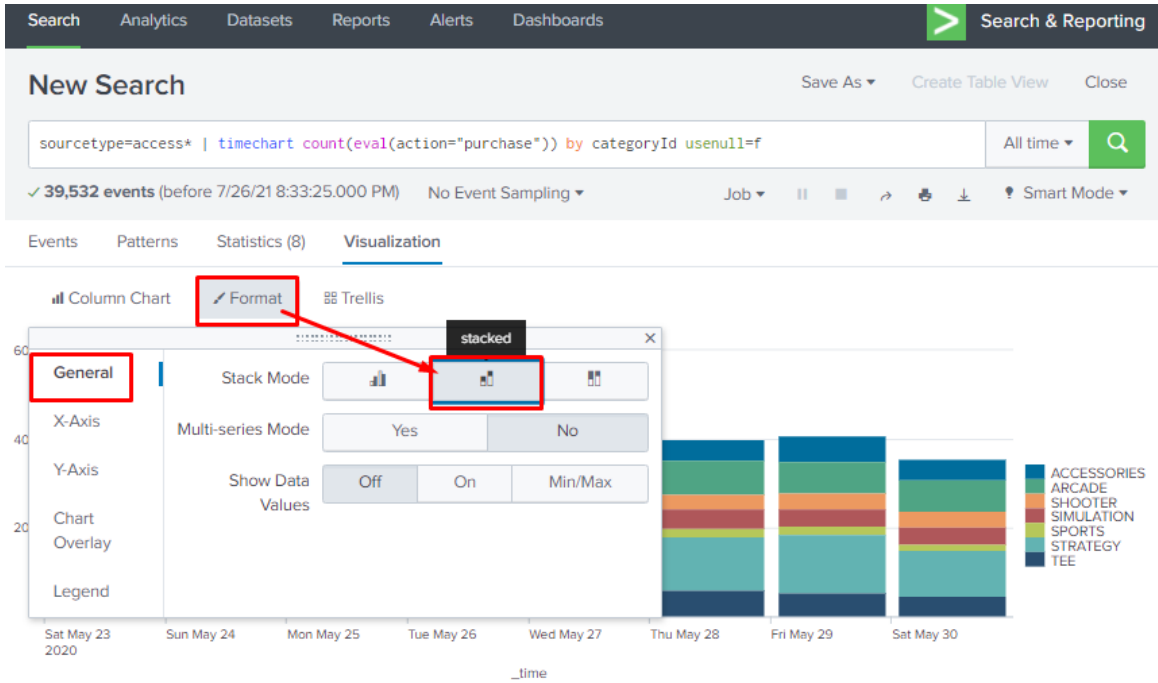 Search Analytics Datasets Reports Alerts Dashboards Search & Reporting
New Search Save As Create Table View Close
sourcetype=access* | timechart count(eval(action="purchase")) by categoryId usenull=f All time
39,532 events (before 7/26/21 8:33:25.000 PM) No Event Sampling Job Smart Mode
Events Patterns Statistics (8) Visualization
Column Chart Format Trellis
stacked
General
X-Axis
Y-Axis
Chart
Overlay
Legend
Stack Mode
Multi-series Mode Yes No
Show Data
Values
Off On Min/Max
60
40
20
Sat May 23
2020
Sun May 24
Mon May 25
Tue May 26
Wed May 27
Thu May 28
Fri May 29
Sat May 30
_time
ACCESSORIES
ARCADE
SHOOTER
SIMULATION
SPORTS
STRATEGY
TEE